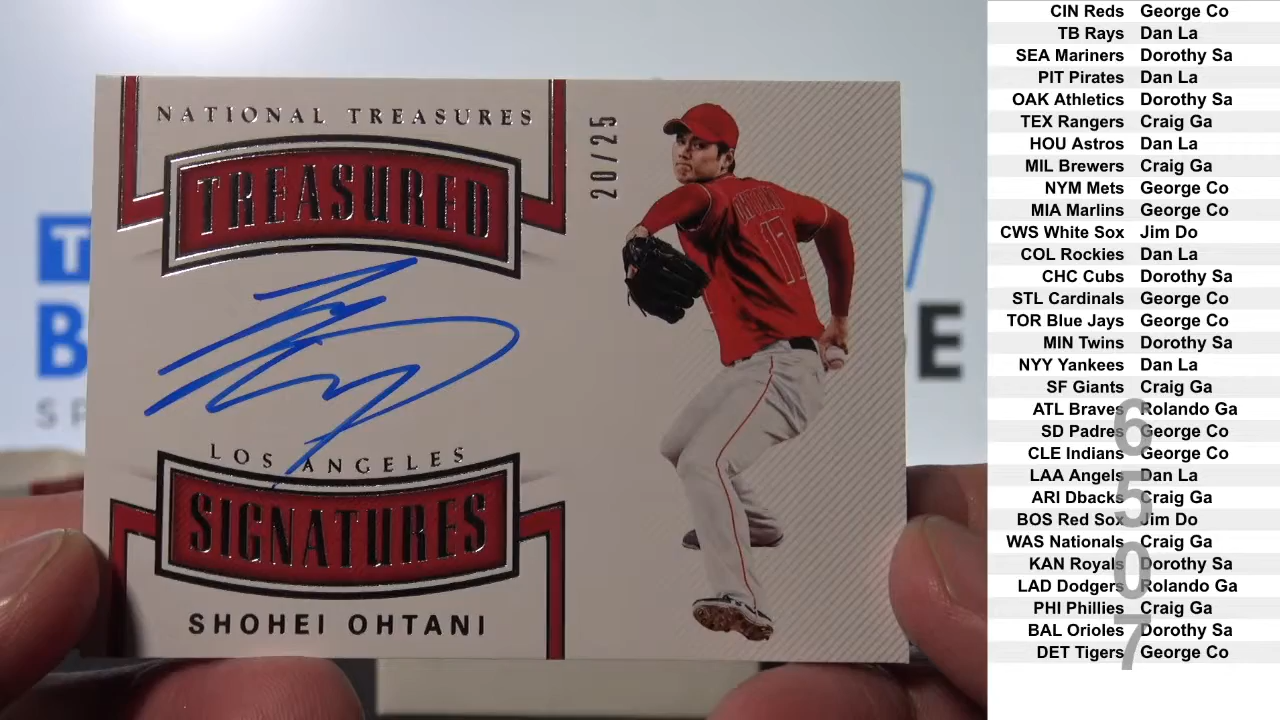 NATIONAL TREASURES
TREASURED
20/25
17
LOS ANGELES
SIGNATURES
SHOHEI OHTANI
CIN Reds George Co
TB Rays Dan La
SEA Mariners Dorothy Sa
PIT Pirates Dan La
OAK Athletics Dorothy Sa
TEX Rangers Craig Ga
HOU Astros Dan La
MIL Brewers Craig Ga
NYM Mets George Co
MIA Marlins George Co
CWS White Sox Jim Do
COL Rockies Dan La
CHC Cubs Dorothy Sa
STL Cardinals George Co
TOR Blue Jays George Co
MIN Twins Dorothy Sa
NYY Yankees Dan La
SF Giants Craig Ga
ATL Braves Rolando Ga
SD Padres George Co
CLE Indians George Co
LAA Angels Dan La
ARI Dbacks Craig Ga
BOS Red Sox Jim Do
WAS Nationals Craig Ga
KAN Royals Dorothy Sa
LAD Dodgers Rolando Ga
PHI Phillies Craig Ga
BAL Orioles Dorothy Sa
DET Tigers George Co
6507